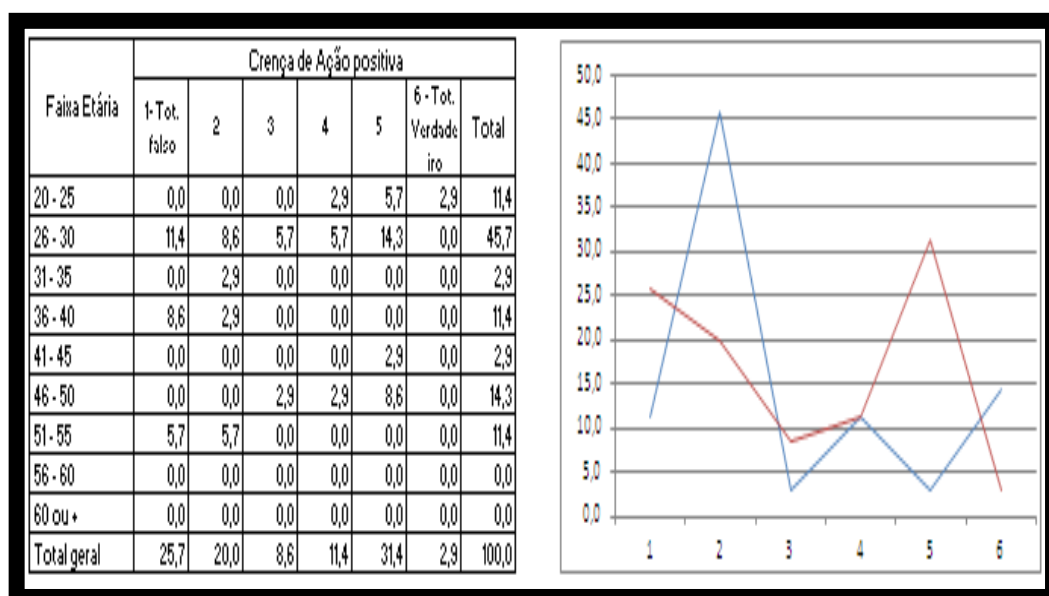 Crença de Ação positiva
Faixa Etária 1- Tot. falso 2 3 4 5 6 - Tot. Verdade iro Total
20 - 25 0,0 0,0 0,0 2,9 5,7 2,9 11,4
26 - 30 11,4 8,6 5,7 5,7 14,3 0,0 45,7
31 - 35 0,0 2,9 0,0 0,0 0,0 0,0 2,9
36 - 40 8,6 2,9 0,0 0,0 0,0 0,0 11,4
41 - 45 0,0 0,0 0,0 0,0 2,9 0,0 2,9
46 - 50 0,0 0,0 2,9 2,9 8,6 0,0 14,3
51 - 55 5,7 5,7 0,0 0,0 0,0 0,0 11,4
56 - 60 0,0 0,0 0,0 0,0 0,0 0,0 0,0
60 ou + 0,0 0,0 0,0 0,0 0,0 0,0 0,0
Total geral 25,7 20,0 8,6 11,4 31,4 2,9 100,0
50,0
45,0
40,0
35,0
30,0
25,0
20,0
15,0
10,0
5,0
0,0
1 2 3 4 5 6